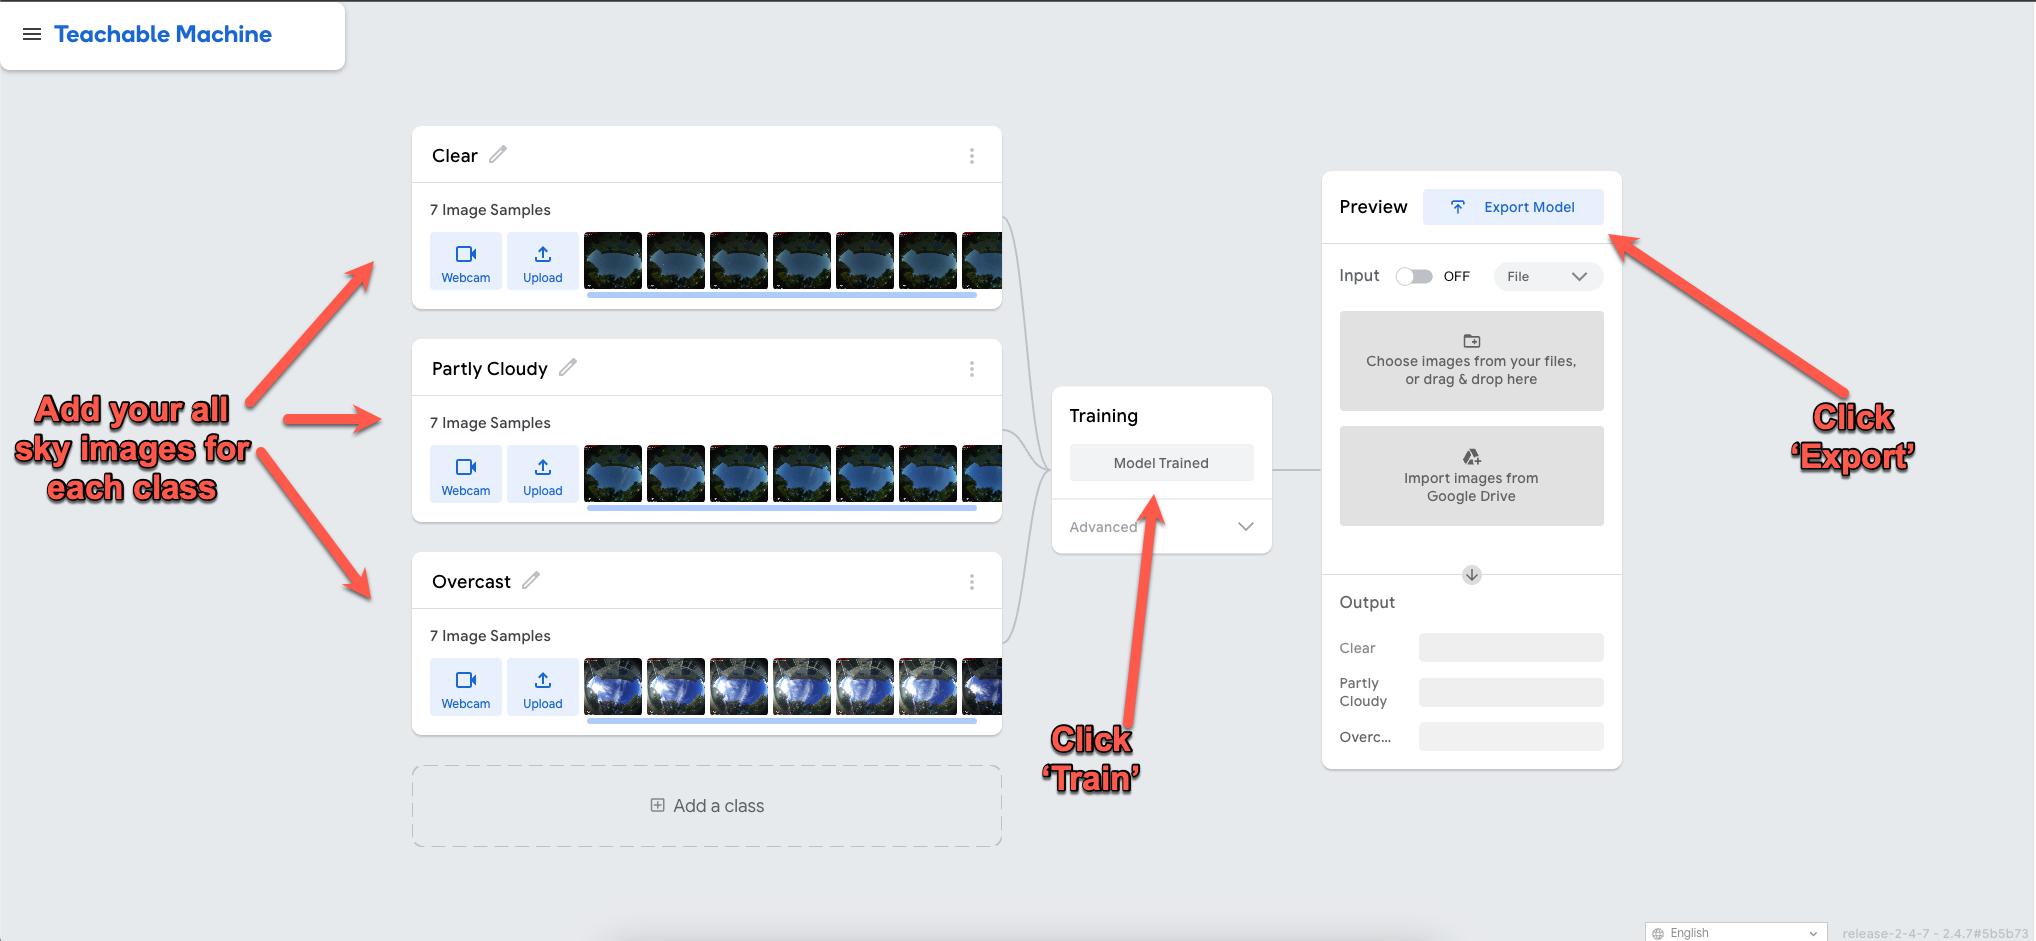 Teachable Machine
Clear
7 Image Samples
Webcam
Upload
Partly Cloudy
7 Image Samples
Webcam
Upload
Overcast
7 Image Samples
Webcam
Upload
Add a class
Add your all
sky images for
each class
Training
Model Trained
Advanced
Click
‘Train’
Preview
Export Model
Input
OFF
File
Choose images from your files,
or drag & drop here
Import images from
Google Drive
Output
Clear
Partly
Cloudy
Overc...
Click
‘Export’
English
release-2-4-7 - 2.4.7#5b5b73